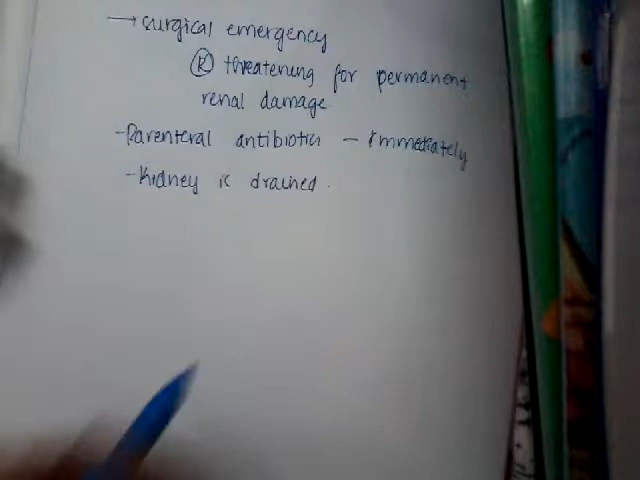 → surgical emergency
Ⓡ threatening for permanent
renal damage
- Parenteral antibiotics - Immediately
- Kidney is drained.